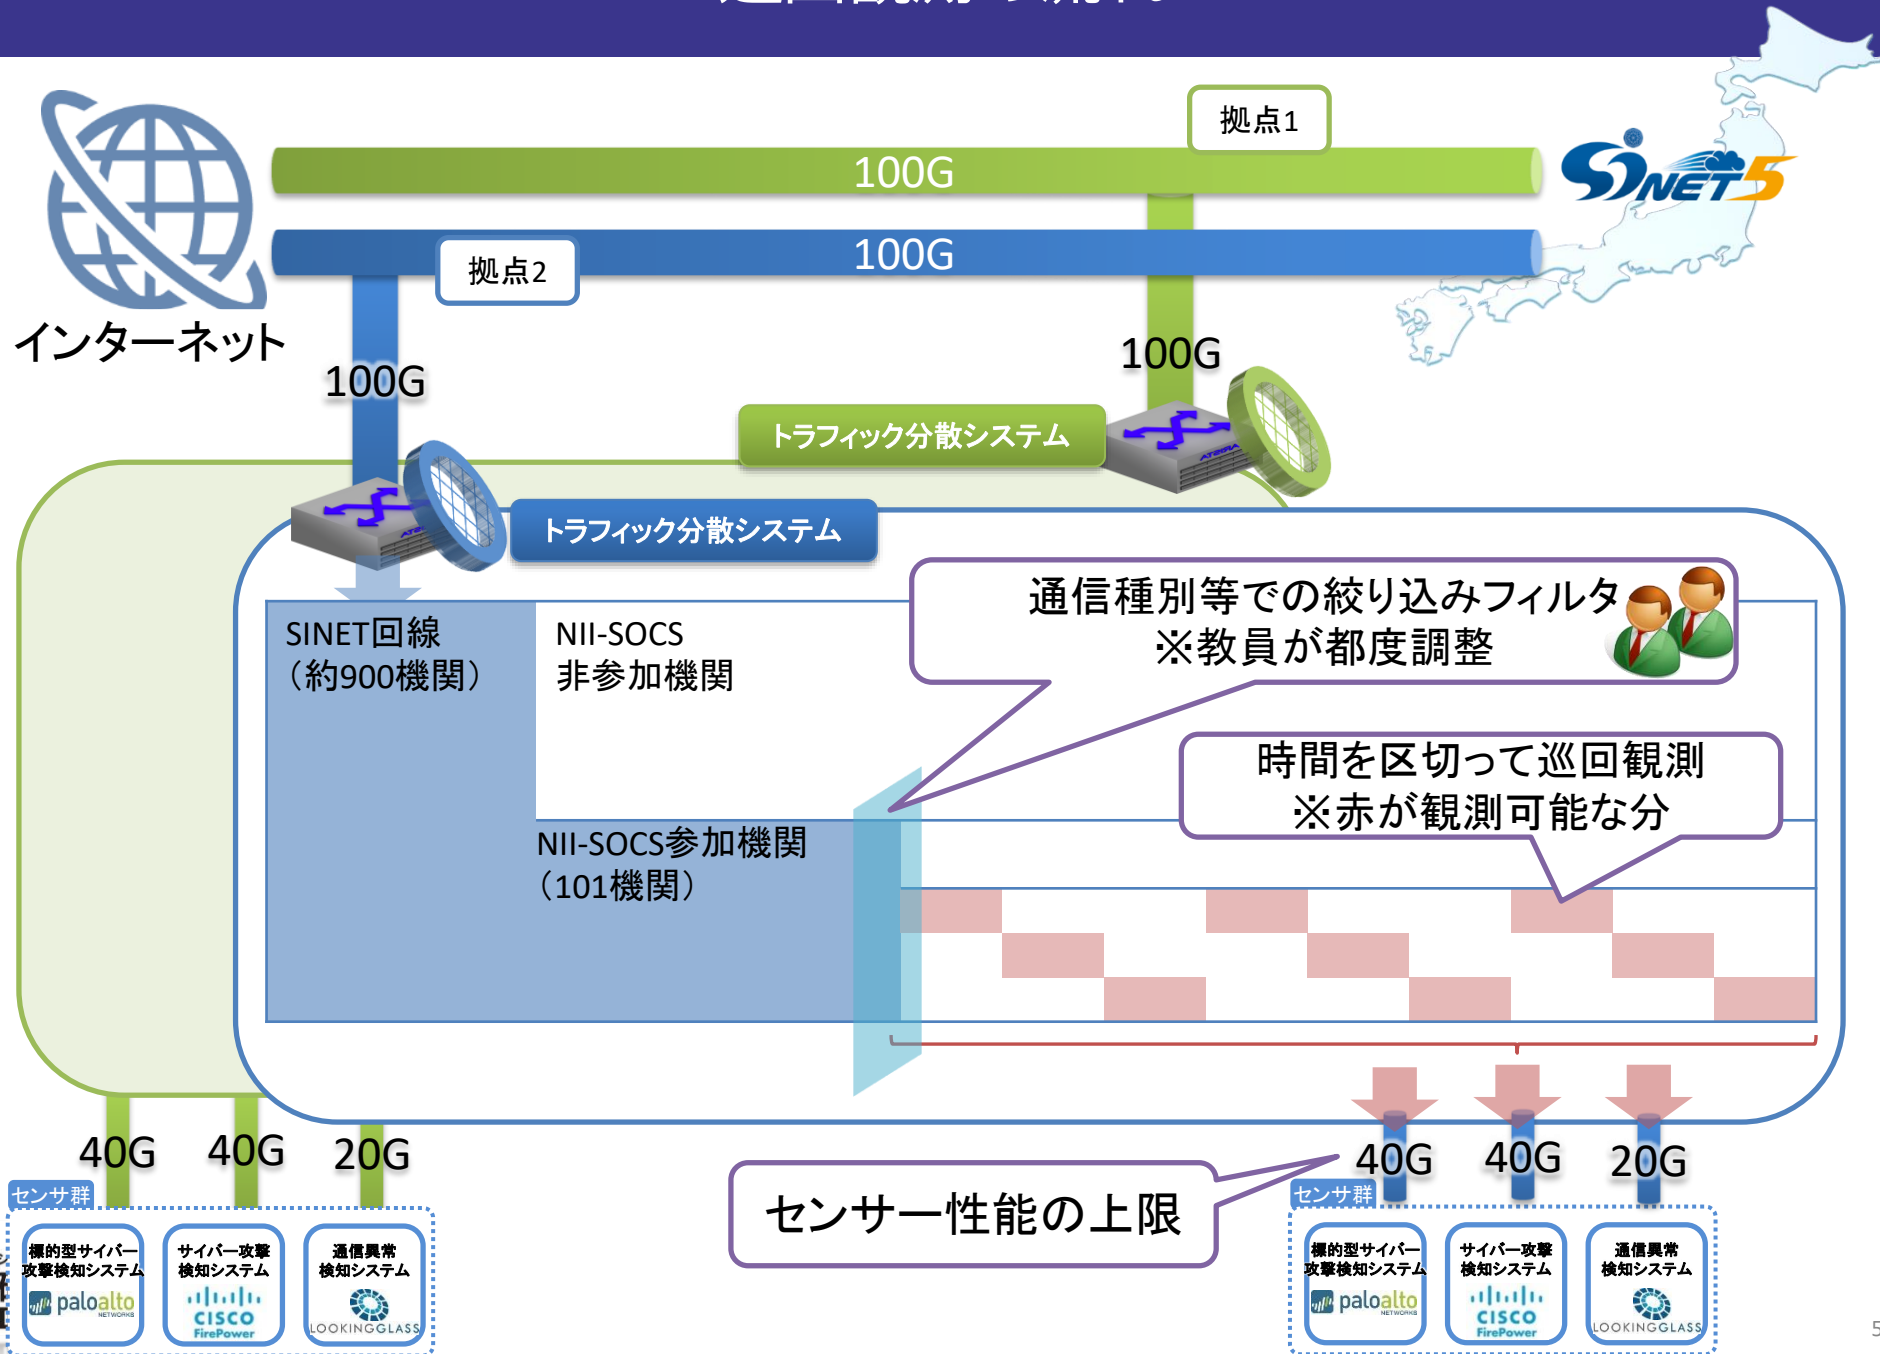 拠点1
100G
SINET5
拠点2
100G
インターネット
100G
100G
トラフィック分散システム
トラフィック分散システム
通信種別等での絞り込みフィルタ
※教員が都度調整
SINET回線
（約900機関）
NII-SOCS
非参加機関
時間を区切って巡回観測
※赤が観測可能な分
NII-SOCS参加機関
（101機関）
40G
40G
20G
センサー性能の上限
40G
40G
20G
センサ群
標的型サイバー
攻撃検知システム
paloalto
NETWORKS
サイバー攻撃
検知システム
CISCO
FirePower
通信異常
検知システム
LOOKINGGLASS
センサ群
標的型サイバー
攻撃検知システム
paloalto
NETWORKS
サイバー攻撃
検知システム
CISCO
FirePower
通信異常
検知システム
LOOKINGGLASS
5